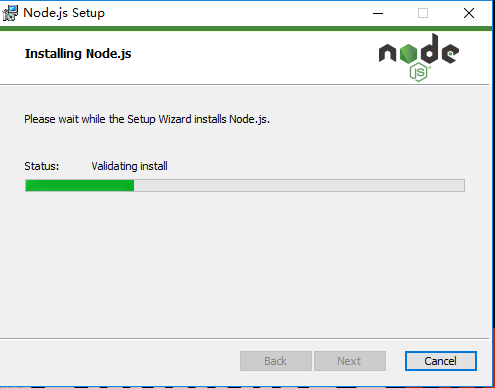 Node.js Setup
Installing Node.js
node
JS
Please wait while the Setup Wizard installs Node.js.
Status: Validating install
Back Next Cancel